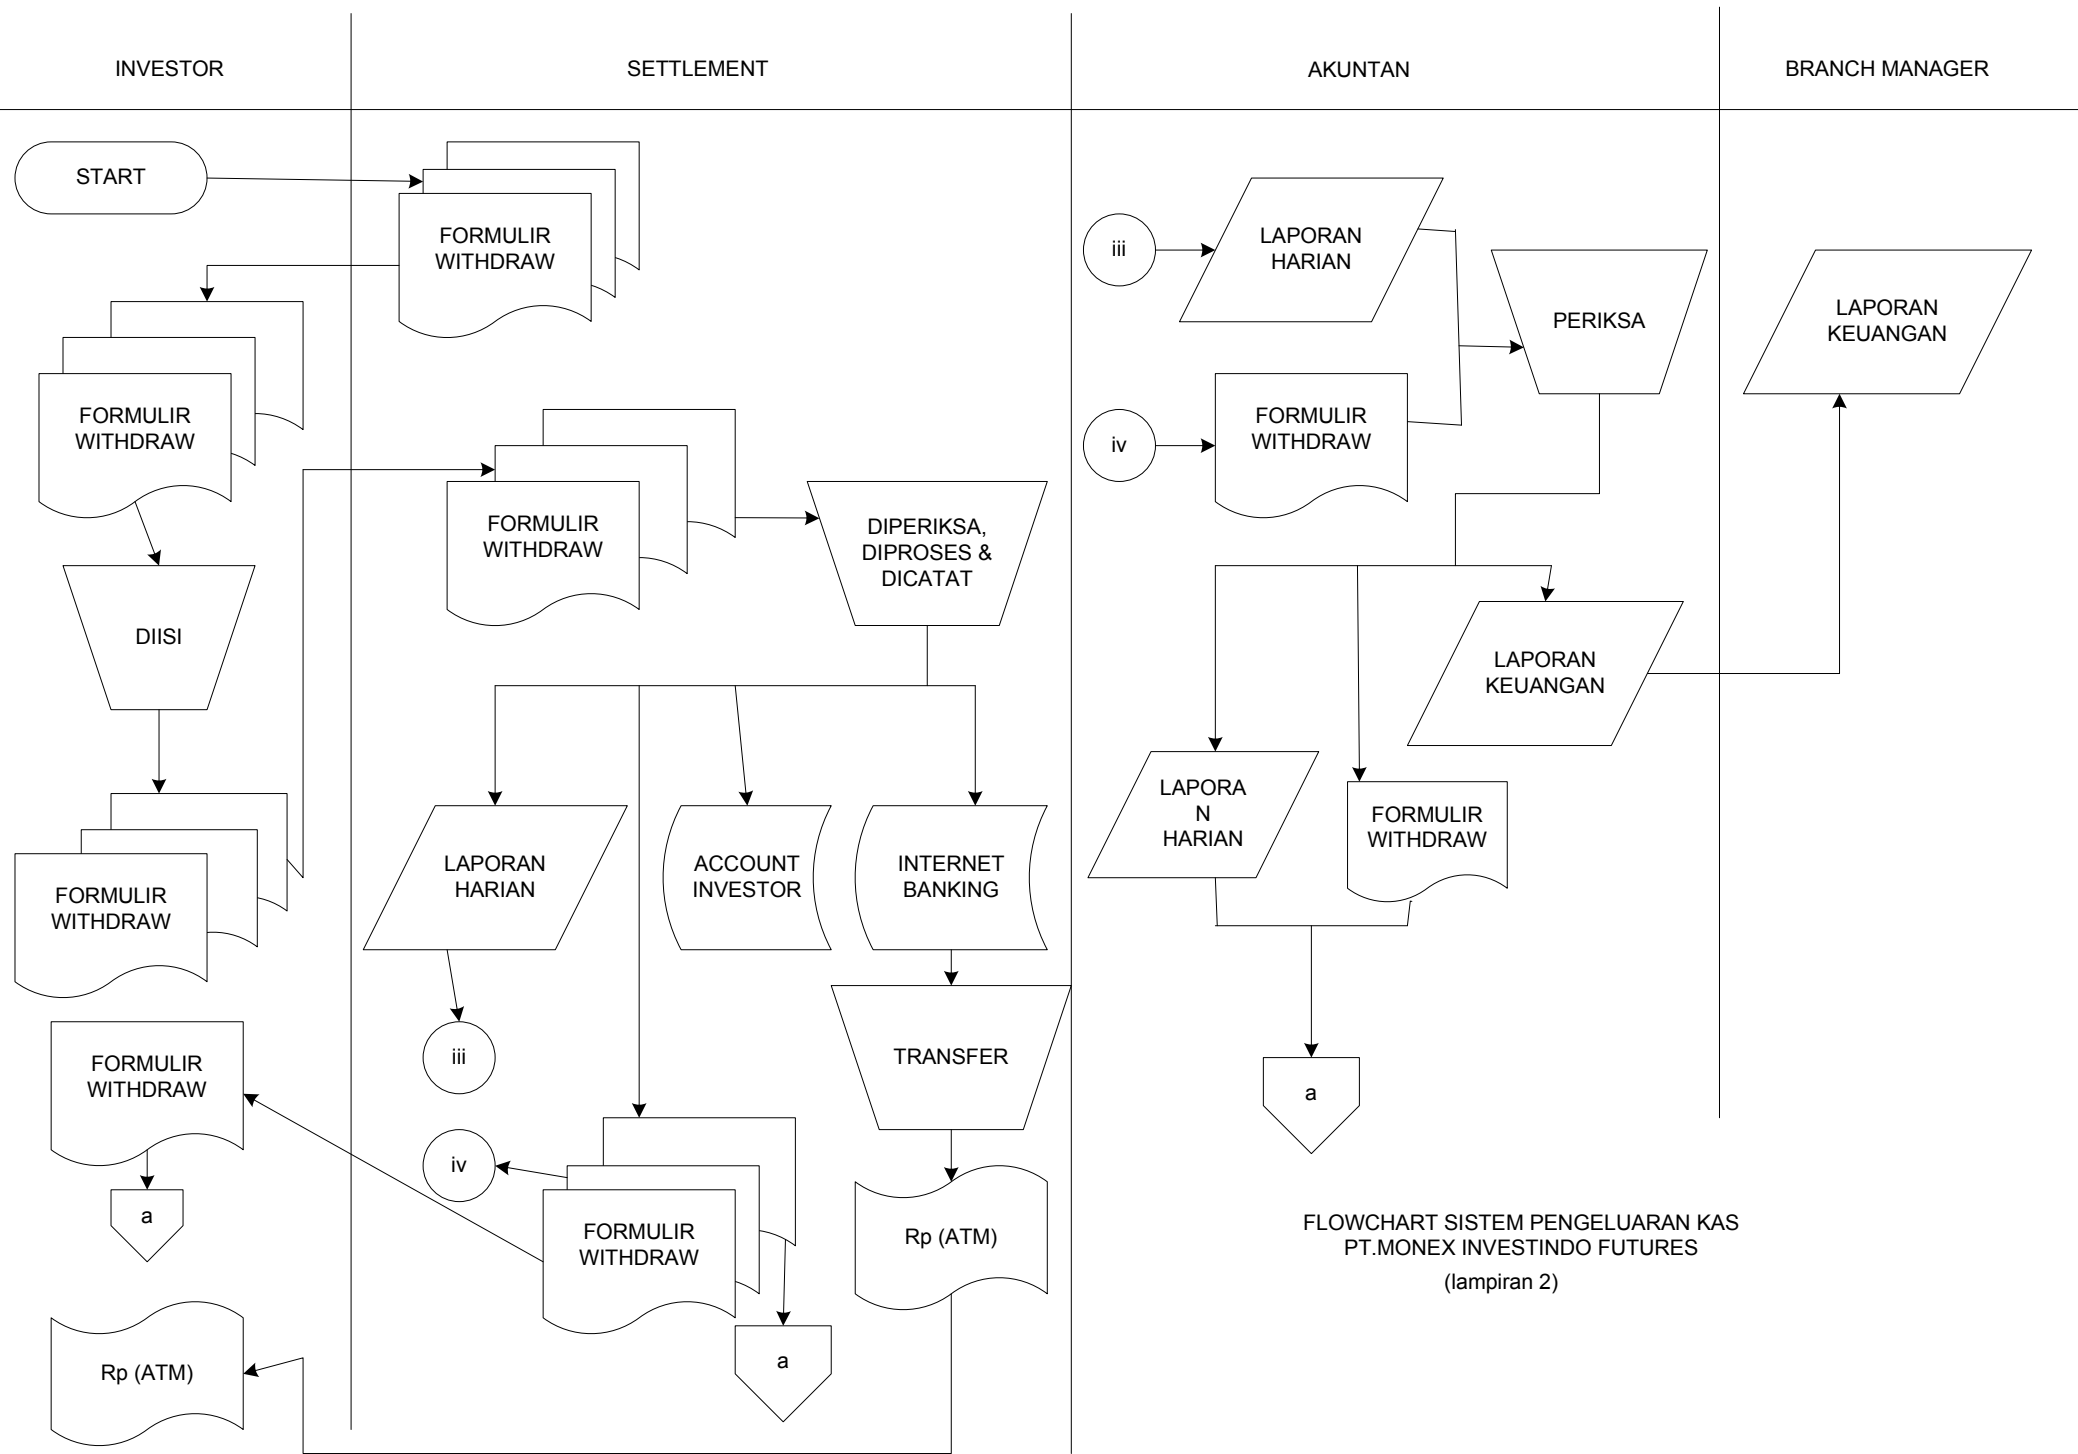 INVESTOR
SETTLEMENT
AKUNTAN
BRANCH MANAGER
START
FORMULIR
WITHDRAW
FORMULIR
WITHDRAW
DIISI
FORMULIR
WITHDRAW
FORMULIR
WITHDRAW
a
Rp (ATM)
FORMULIR
WITHDRAW
DIPERIKSA,
DIPROSES &
DICATAT
LAPORAN
HARIAN
ACCOUNT
INVESTOR
INTERNET
BANKING
iii
TRANSFER
iv
FORMULIR
WITHDRAW
Rp (ATM)
a
iii
LAPORAN
HARIAN
PERIKSA
iv
FORMULIR
WITHDRAW
LAPORAN
KEUANGAN
LAPORA
N
HARIAN
FORMULIR
WITHDRAW
a
LAPORAN
KEUANGAN
FLOWCHART SISTEM PENGELUARAN KAS
PT.MONEX INVESTINDO FUTURES
(lampiran 2)